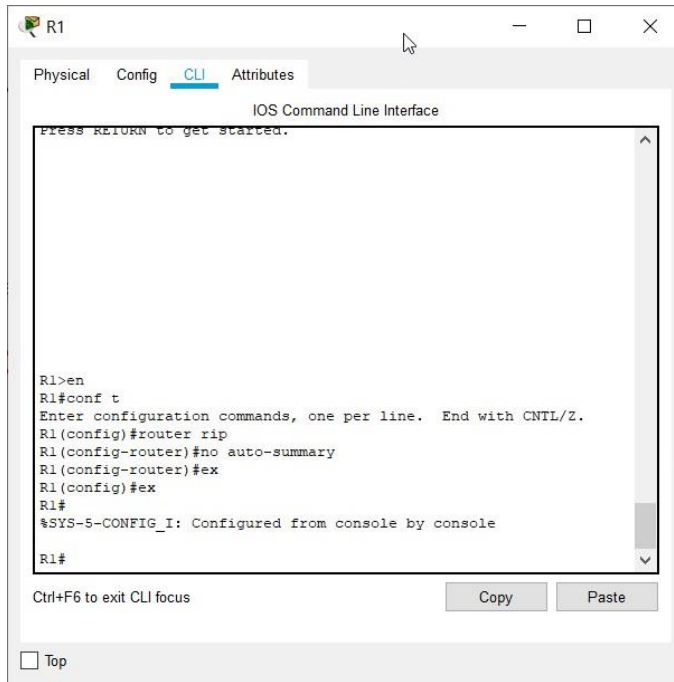 R1
Physical Config CLI Attributes
IOS Command Line Interface
Press RETURN to get started.
R1>en
R1#conf t
Enter configuration commands, one per line.  End with CNTL/Z.
R1(config)#router rip
R1(config-router)#no auto-summary
R1(config-router)#ex
R1(config)#ex
R1#
%SYS-5-CONFIG_I: Configured from console by console
R1#
Ctrl+F6 to exit CLI focus
Copy Paste
Top